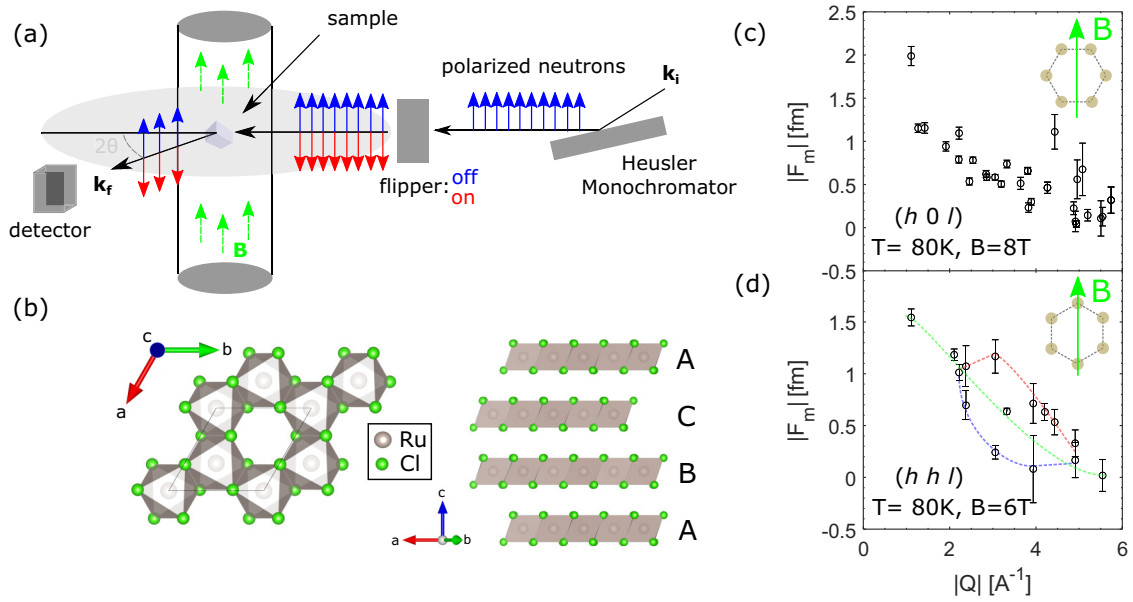 (a)
sample
polarized neutrons
k_i
2θ
k_f
flipper: off
on
Heusler
Monochromator
detector
B
(b)
c
b
a
Ru
Cl
c
a
b
A
C
B
A
(c)
B
|F_m| [fm]
2.5
2
1.5
1
0.5
0
-0.5
(h 0 l)
T= 80K, B=8T
(d)
B
|F_m| [fm]
1.5
1
0.5
0
-0.5
(h h l)
T= 80K, B=6T
0
2
4
6
|Q| [A⁻¹]